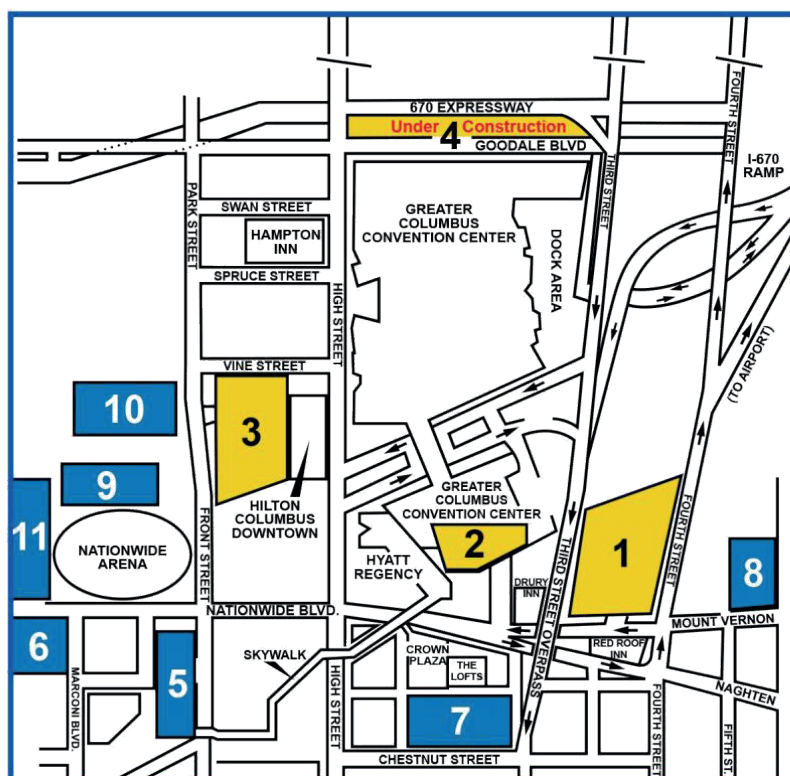 670 EXPRESSWAY
Under 4 Construction
GOODALE BLVD
FOURTH STREET
THIRD STREET
I-670
RAMP
PARK STREET
SWAN STREET
HAMPTON
INN
SPRUCE STREET
HIGH STREET
GREATER
COLUMBUS
CONVENTION CENTER
DOCK AREA
VINE STREET
(TO AIRPORT)
10
3
9
11
NATIONWIDE
ARENA
FRONT STREET
HILTON
COLUMBUS
DOWNTOWN
GREATER
COLUMBUS
CONVENTION CENTER
2
HYATT
REGENCY
1
FOURTH STREET
8
DRURY
INN
THIRD STREET OVERPASS
NATIONWIDE BLVD.
MOUNT VERNON
6
5
SKYWALK
MARCONI BLVD.
HIGH STREET
CROWN
PLAZA
THE
LOFTS
RED ROOF
INN
NAGHTEN
7
CHESTNUT STREET
FOURTH STREET
FIFTH ST.